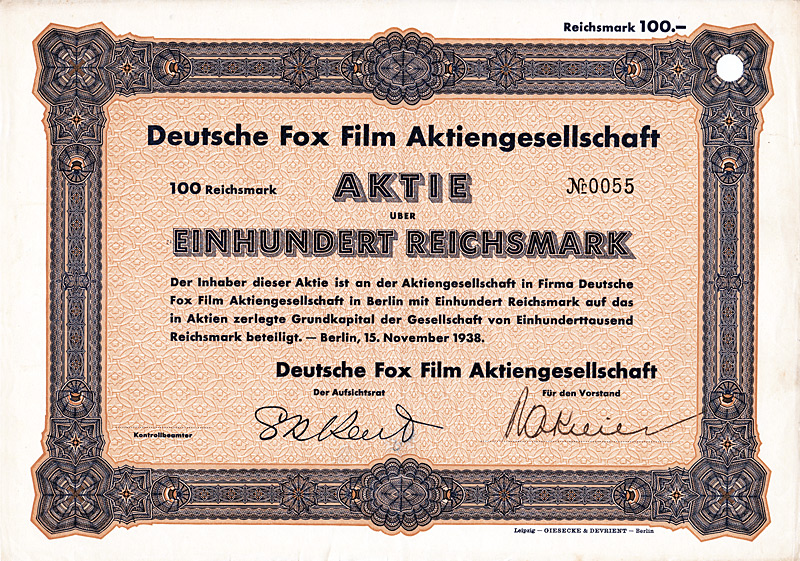 Reichsmark 100.–
Deutsche Fox Film Aktiengesellschaft
100 Reichsmark AKTIE №0055
UBER
EINHUNDERT REICHSMARK
Der Inhaber dieser Aktie ist an der Aktiengesellschaft in Firma Deutsche
Fox Film Aktiengesellschaft in Berlin mit Einhundert Reichsmark auf das
in Aktien zerlegte Grundkapital der Gesellschaft von Einhunderttausend
Reichsmark beteiligt. — Berlin, 15. November 1938.
Deutsche Fox Film Aktiengesellschaft
Der Aufsichtsrat Für den Vorstand
Kontrollbeamter
Leipzig — GIESECKE & DEVRIENT — Berlin